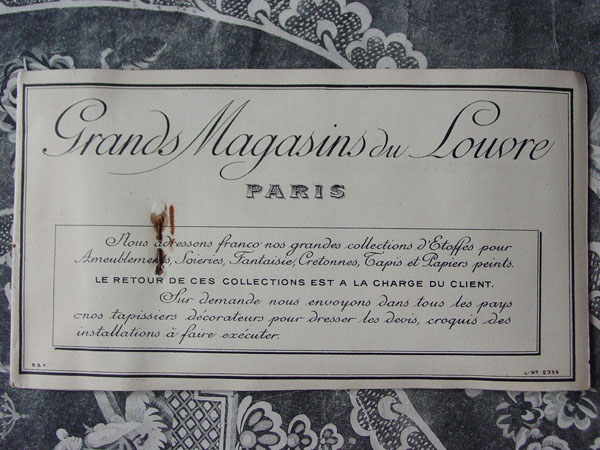 Grands Magasins du Louvre
PARIS
Nous adressons franco nos grandes collections d'Etoffes pour
Ameublements, Soieries, Fantaisie, Cretonnes, Tapis et Papiers peints.
LE RETOUR DE CES COLLECTIONS EST A LA CHARGE DU CLIENT.
Sur demande nous envoyons dans tous les pays
nos tapissiers décorateurs pour dresser les devis, croquis des
installations à faire exécuter.